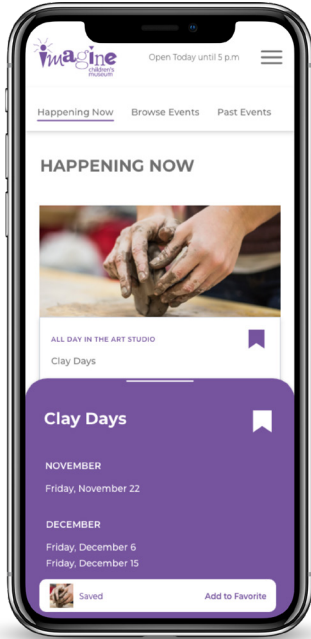 imagine
children's
museum
Open Today until 5 p.m
Happening Now
Browse Events
Past Events
HAPPENING NOW
ALL DAY IN THE ART STUDIO
Clay Days
Clay Days
NOVEMBER
Friday, November 22
DECEMBER
Friday, December 6
Friday, December 15
Saved
Add to Favorite